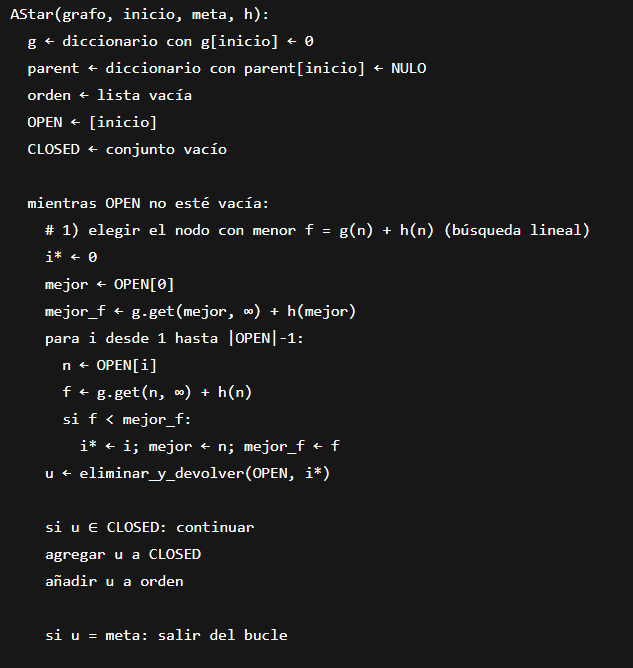 AStar(grafo, inicio, meta, h):
g ← diccionario con g[inicio] ← 0
parent ← diccionario con parent[inicio] ← NULO
orden ← lista vacía
OPEN ← [inicio]
CLOSED ← conjunto vacío
mientras OPEN no esté vacía:
# 1) elegir el nodo con menor f = g(n) + h(n) (búsqueda lineal)
i* ← 0
mejor ← OPEN[0]
mejor_f ← g.get(mejor, ∞) + h(mejor)
para i desde 1 hasta |OPEN|-1:
n ← OPEN[i]
f ← g.get(n, ∞) + h(n)
si f < mejor_f:
i* ← i; mejor ← n; mejor_f ← f
u ← eliminar_y_devolver(OPEN, i*)
si u ∈ CLOSED: continuar
agregar u a CLOSED
añadir u a orden
si u = meta: salir del bucle